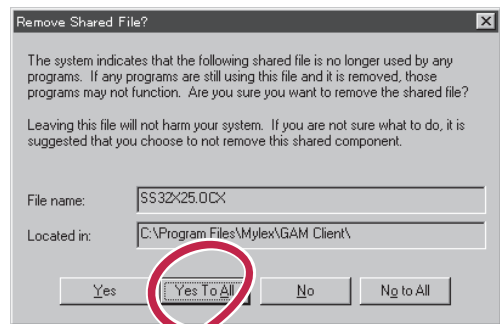 Remove Shared File?
The system indicates that the following shared file is no longer used by any
programs. If any programs are still using this file and it is removed, those
programs may not function. Are you sure you want to remove the shared file?
Leaving this file will not harm your system. If you are not sure what to do, it is
suggested that you choose to not remove this shared component.
File name: SS32X25.OCX
Located in: C:\Program Files\Mylex\GAM Client\
Yes Yes To All No No to All